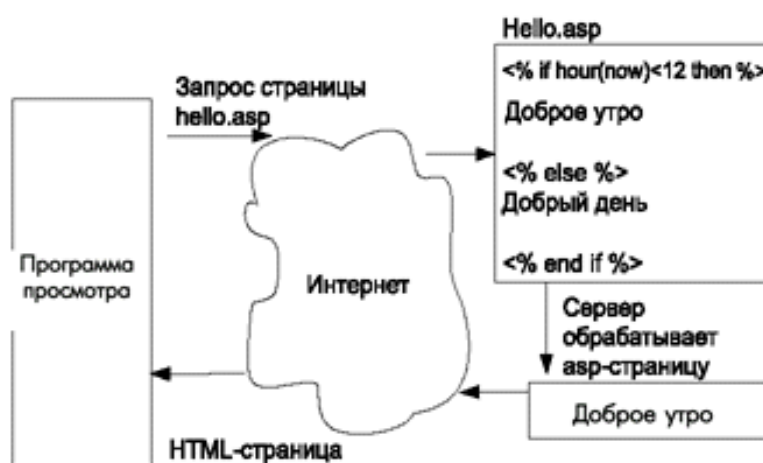 Hello.asp
<% if hour(now)<12 then %>
Доброе утро
<% else %>
Добрый день
<% end if %>
Запрос страницы
hello.asp
Программа
просмотра
Интернет
Сервер
обрабатывает
asp-страницу
Доброе утро
HTML-страница